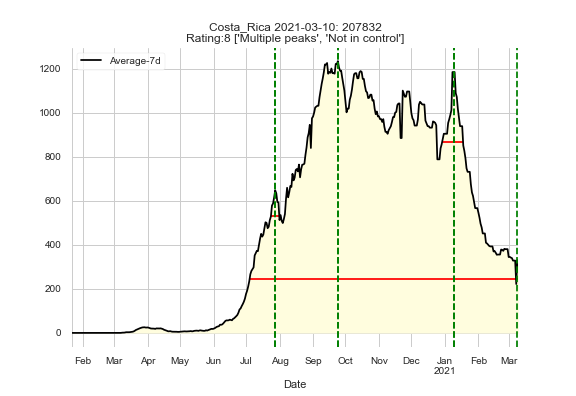 Costa_Rica 2021-03-10: 207832
Rating:8 ['Multiple peaks', 'Not in control']
Average-7d
1200
1000
800
600
400
200
0
Feb Mar Apr May Jun Jul Aug Sep Oct Nov Dec Jan Feb Mar
2021
Date